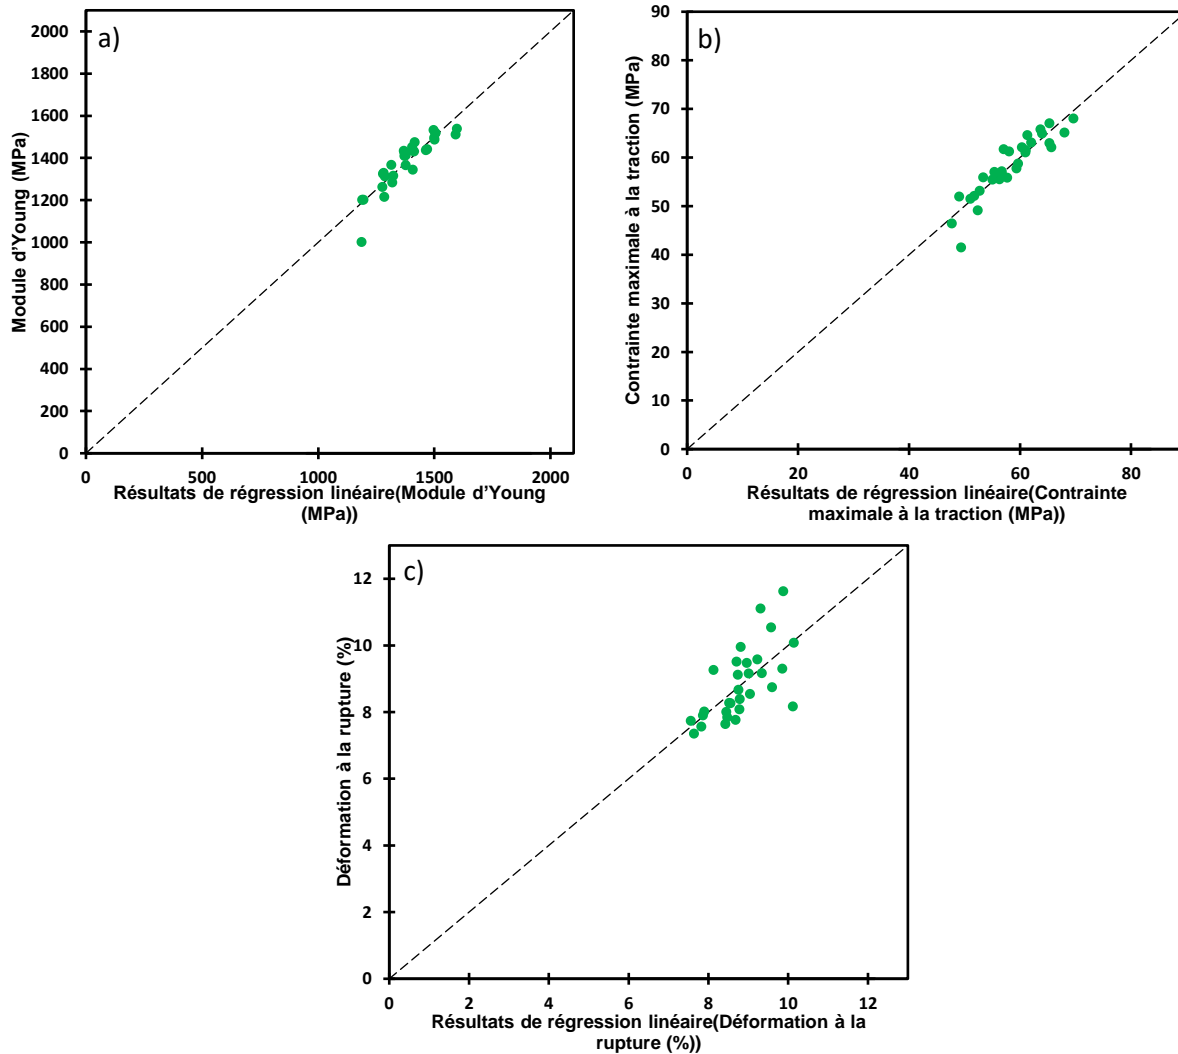 a)
2000
1800
1600
1400
1200
1000
800
600
400
200
0
Module d'Young (MPa)
0 500 1000 1500 2000
Résultats de régression linéaire(Module d'Young
(MPa))
b)
90
80
70
60
50
40
30
20
10
0
Contrainte maximale à la traction (MPa)
0 20 40 60 80
Résultats de régression linéaire(Contrainte
maximale à la traction (MPa))
c)
12
10
8
6
4
2
0
Déformation à la rupture (%)
0 2 4 6 8 10 12
Résultats de régression linéaire(Déformation à la
rupture (%))